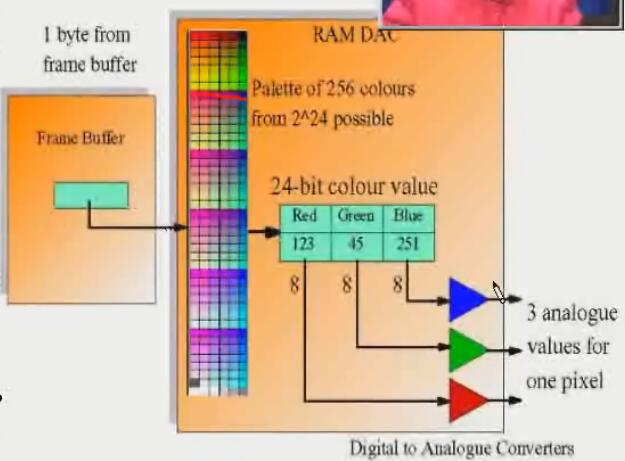 1 byte from
frame buffer
Frame Buffer
RAM DAC
Palette of 256 colours
from 2^24 possible
24-bit colour value
Red Green Blue
123 45 251
8 8 8
3 analogue
values for
one pixel
Digital to Analogue Converters